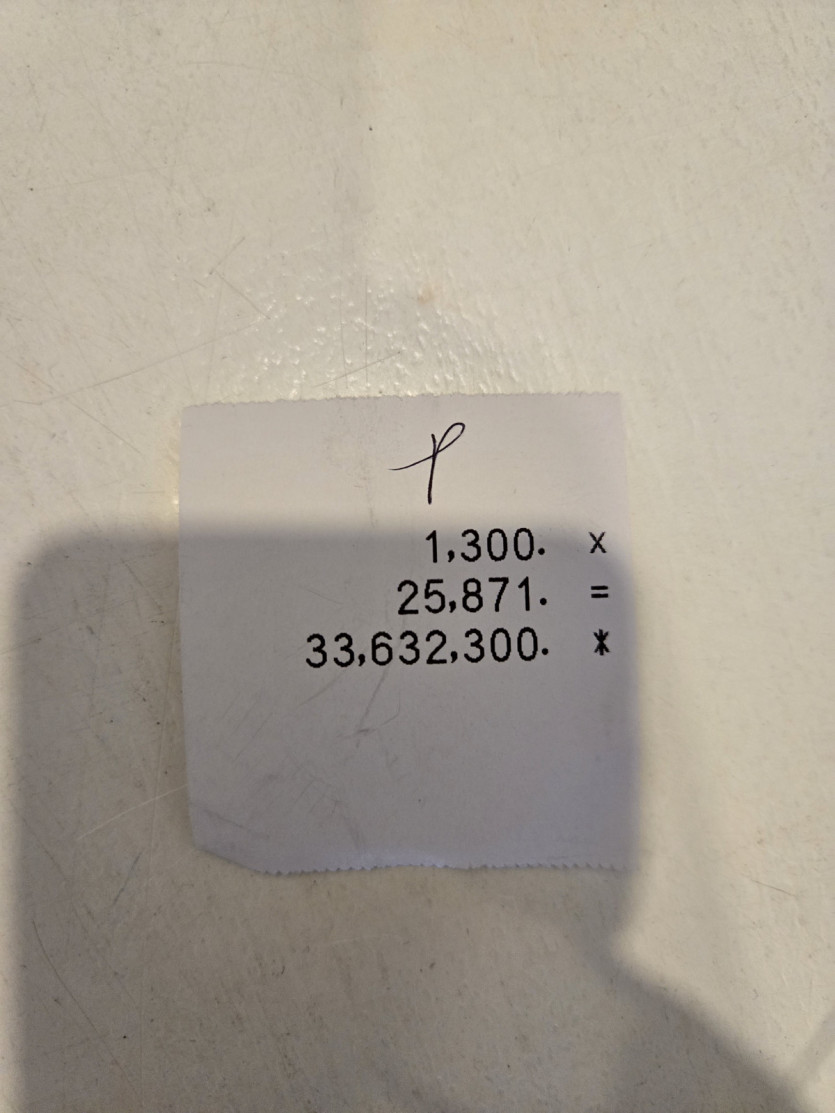 1,300. x
25,871. =
33,632,300. *